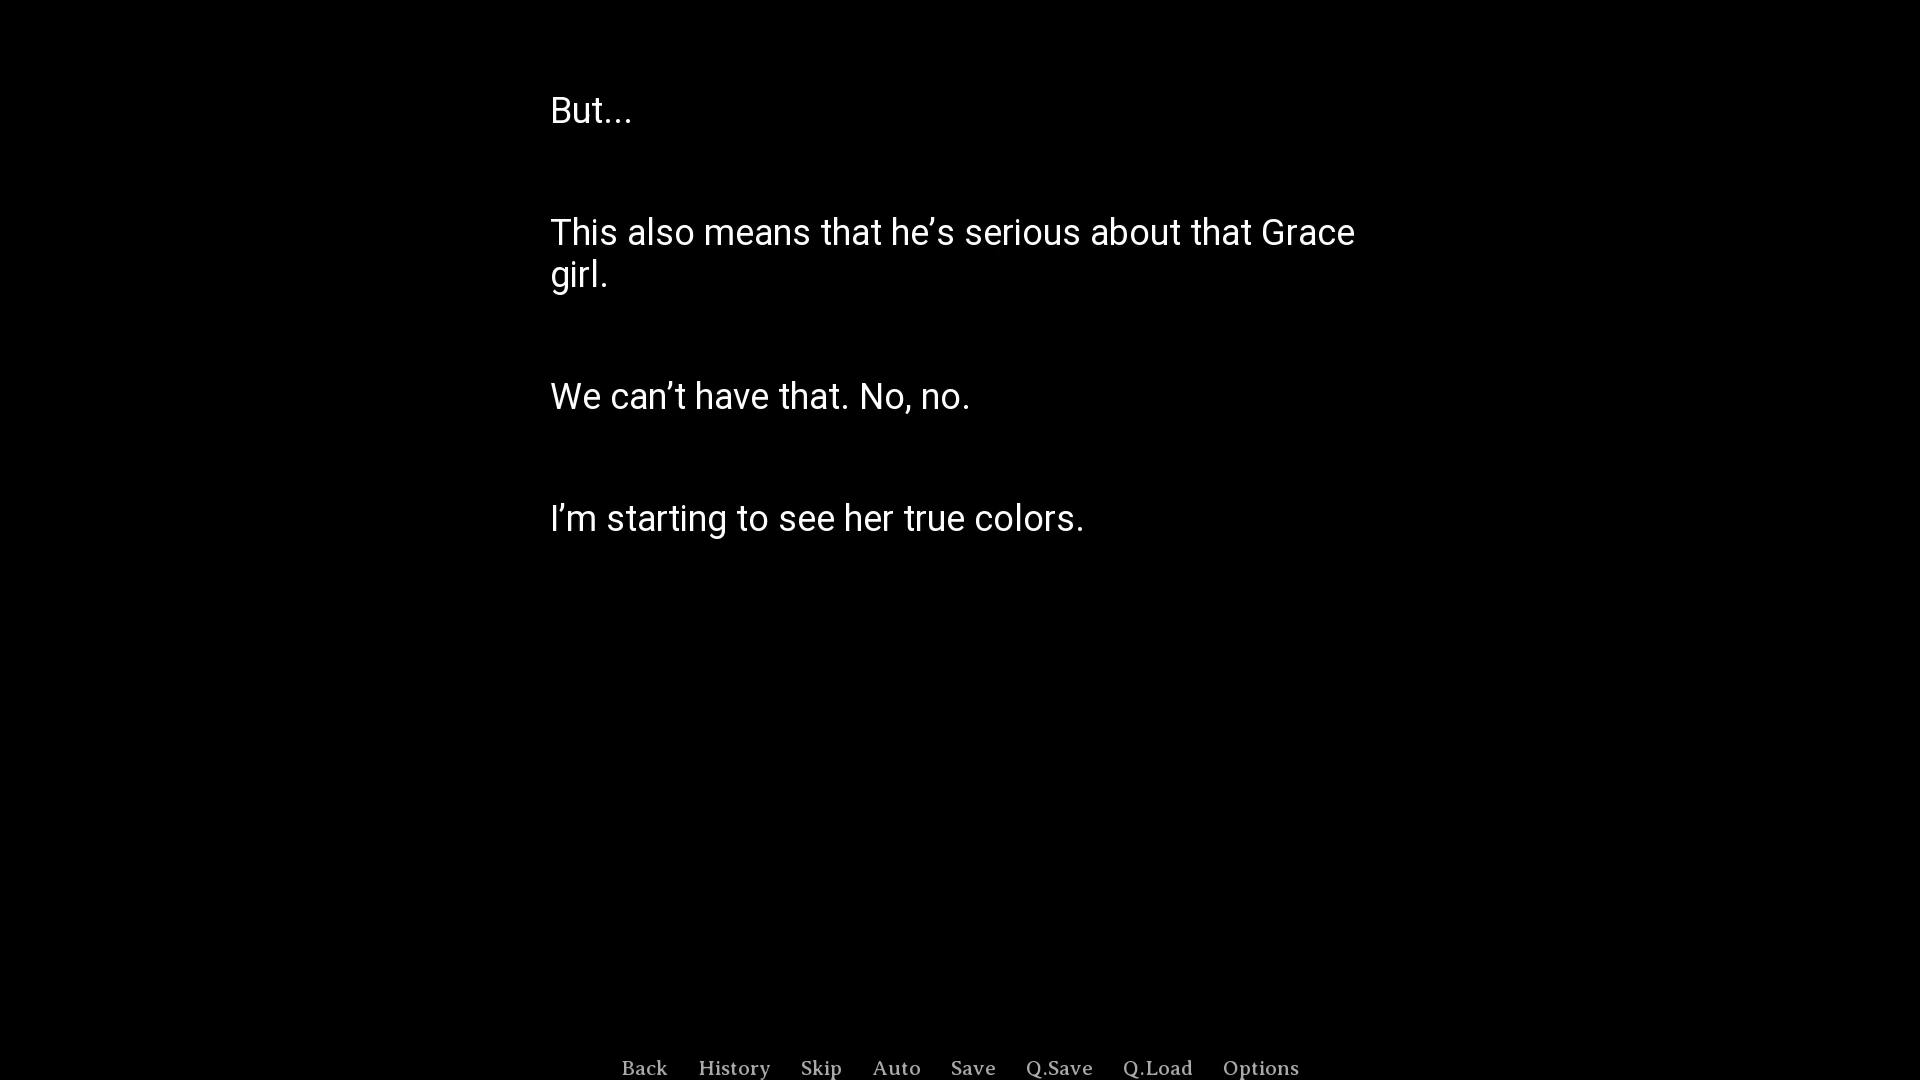 But...
This also means that he’s serious about that Grace
girl.
We can’t have that. No, no.
I’m starting to see her true colors.
Back History Skip Auto Save Q.Save Q.Load Options